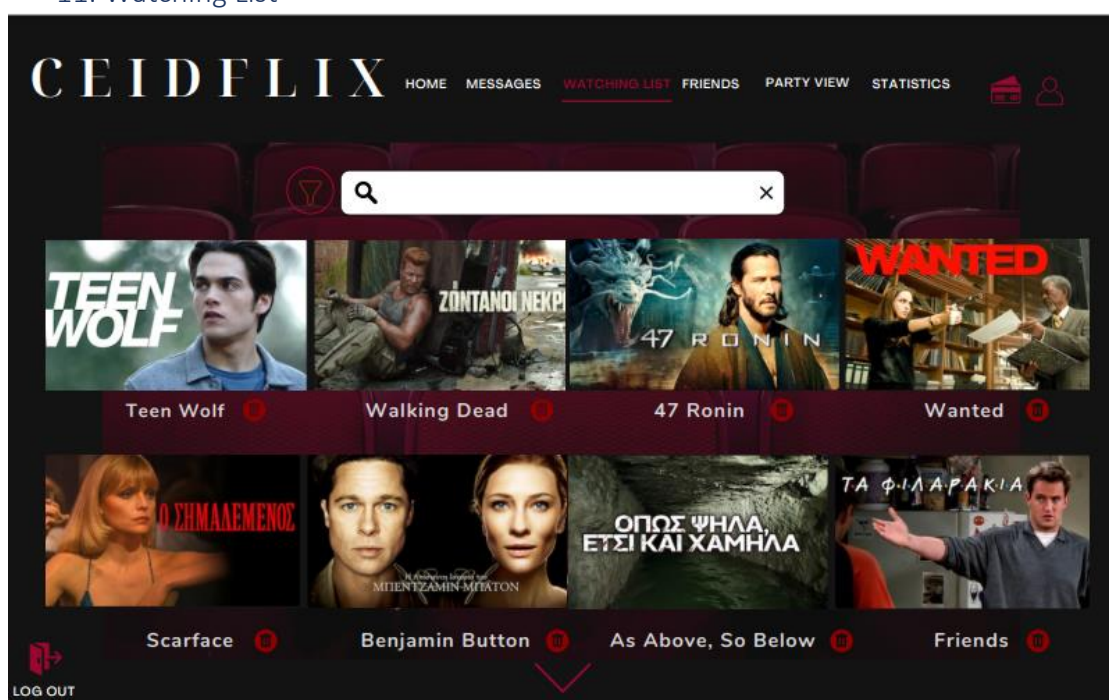 11. Watching List
CEIDFLIX
HOME MESSAGES WATCHING LIST FRIENDS PARTY VIEW STATISTICS
TEEN
WOLF
ΖΩΝΤΑΝΟΙ ΝΕΚΡ
47 RONIN
WANTED
Teen Wolf
Walking Dead
47 Ronin
Wanted
Ο ΣΗΜΑΔΕΜΕΝΟΣ
ΜΠΕΝΤΖΑΜΙΝ ΜΠΑΤΟΝ
ΟΠΩΣ ΨΗΛΑ,
ΕΤΣΙ ΚΑΙ ΧΑΜΗΛΑ
ΤΑ ΦΙΛΑΡΑΚΙΑ
Scarface
Benjamin Button
As Above, So Below
Friends
LOG OUT